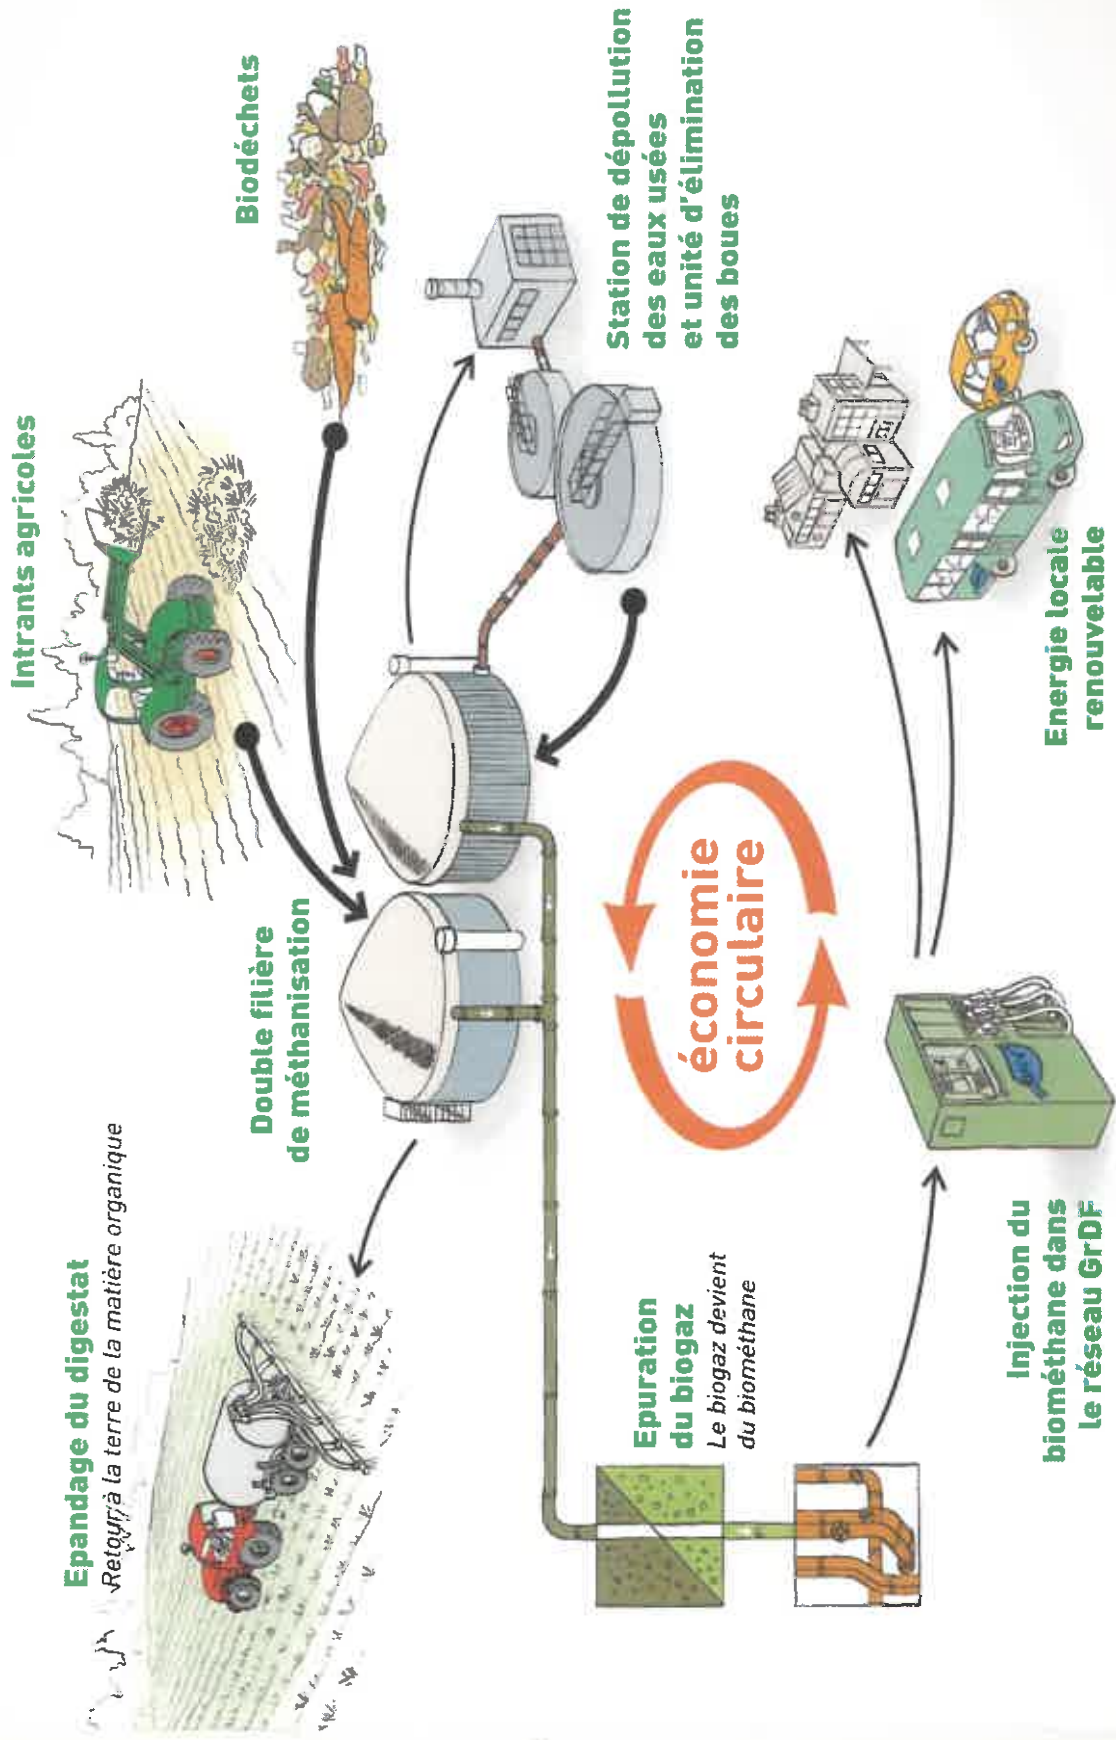 Epandage du digestat
Retour à la terre de la matière organique
Intrants agricoles
Biodéchets
Double filière
de méthanisation
Station de dépollution
des eaux usées
et unité d'élimination
des boues
économie
circulaire
Epuration
du biogaz
Le biogaz devient
du biométhane
Injection du
biométhane dans
le réseau GrDF
Energie locale
renouvelable